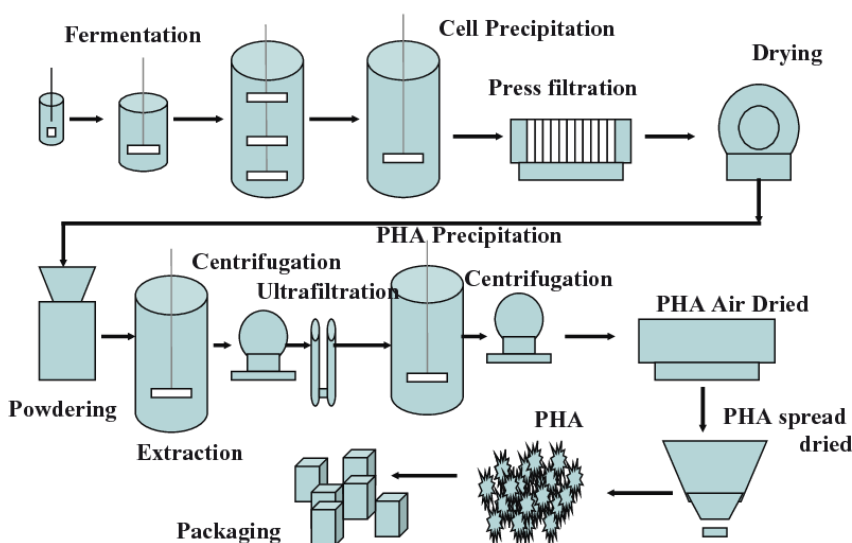 Fermentation
Cell Precipitation
Press filtration
Drying
PHA Precipitation
Centrifugation
Ultrafiltration
Centrifugation
PHA Air Dried
Powdering
Extraction
PHA
PHA spread
dried
Packaging